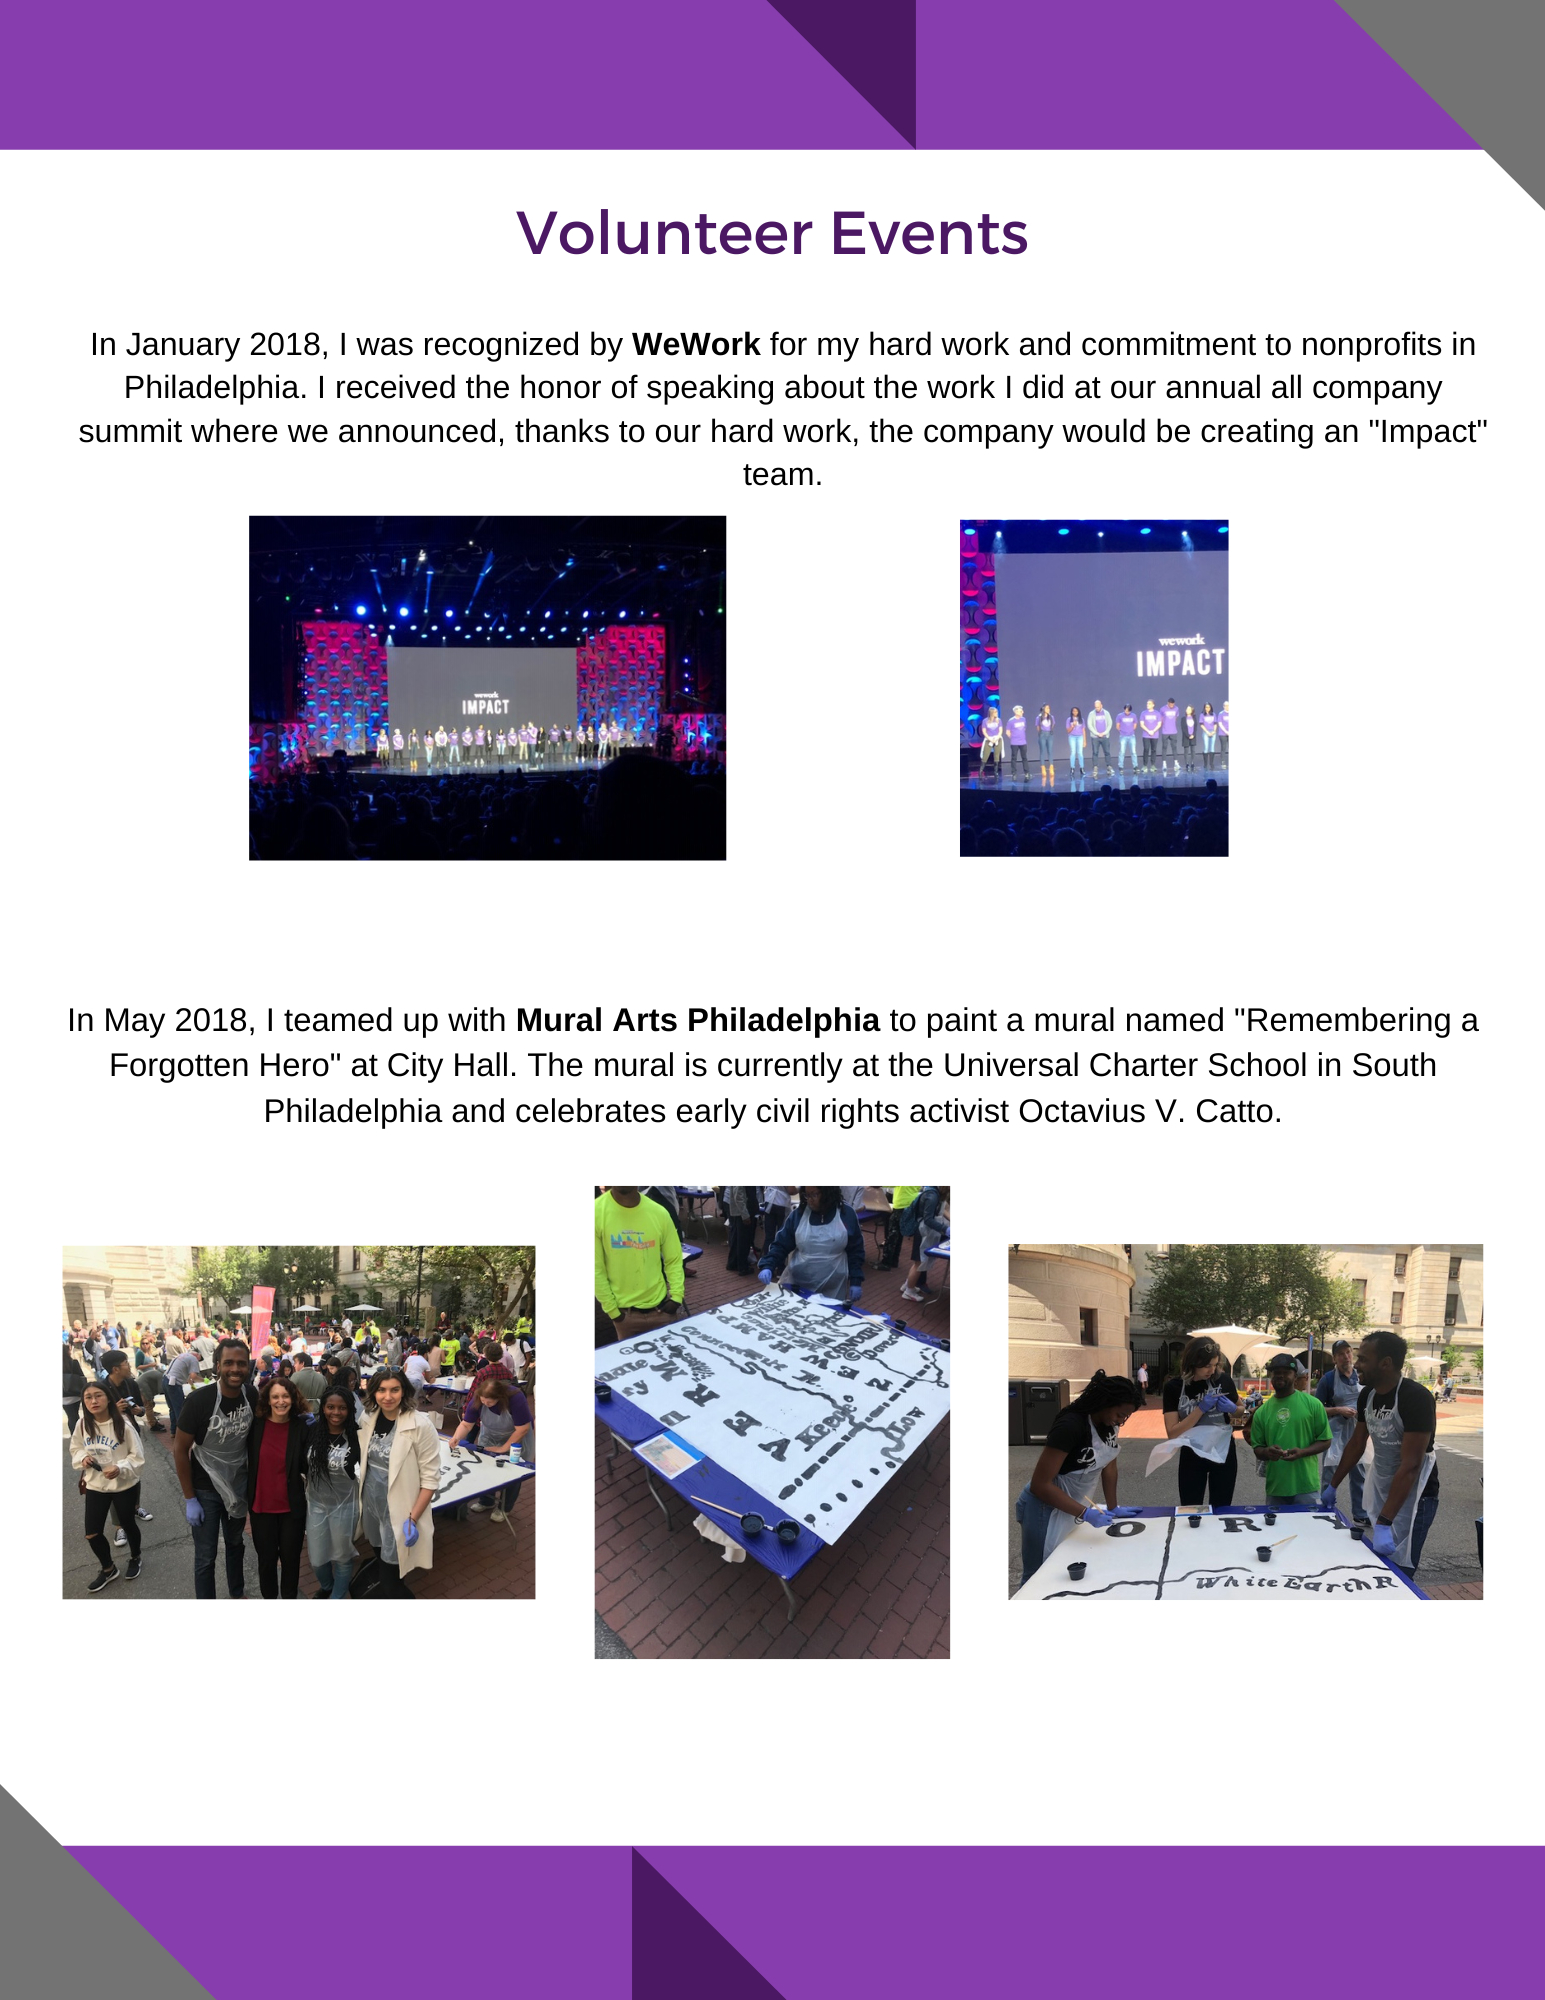 Volunteer Events
In January 2018, I was recognized by WeWork for my hard work and commitment to nonprofits in
Philadelphia. I received the honor of speaking about the work I did at our annual all company
summit where we announced, thanks to our hard work, the company would be creating an "Impact"
team.
wework
IMPACT
wework
IMPACT
In May 2018, I teamed up with Mural Arts Philadelphia to paint a mural named "Remembering a
Forgotten Hero" at City Hall. The mural is currently at the Universal Charter School in South
Philadelphia and celebrates early civil rights activist Octavius V. Catto.
Keege
How
VERMO
O R Y
White Earth R